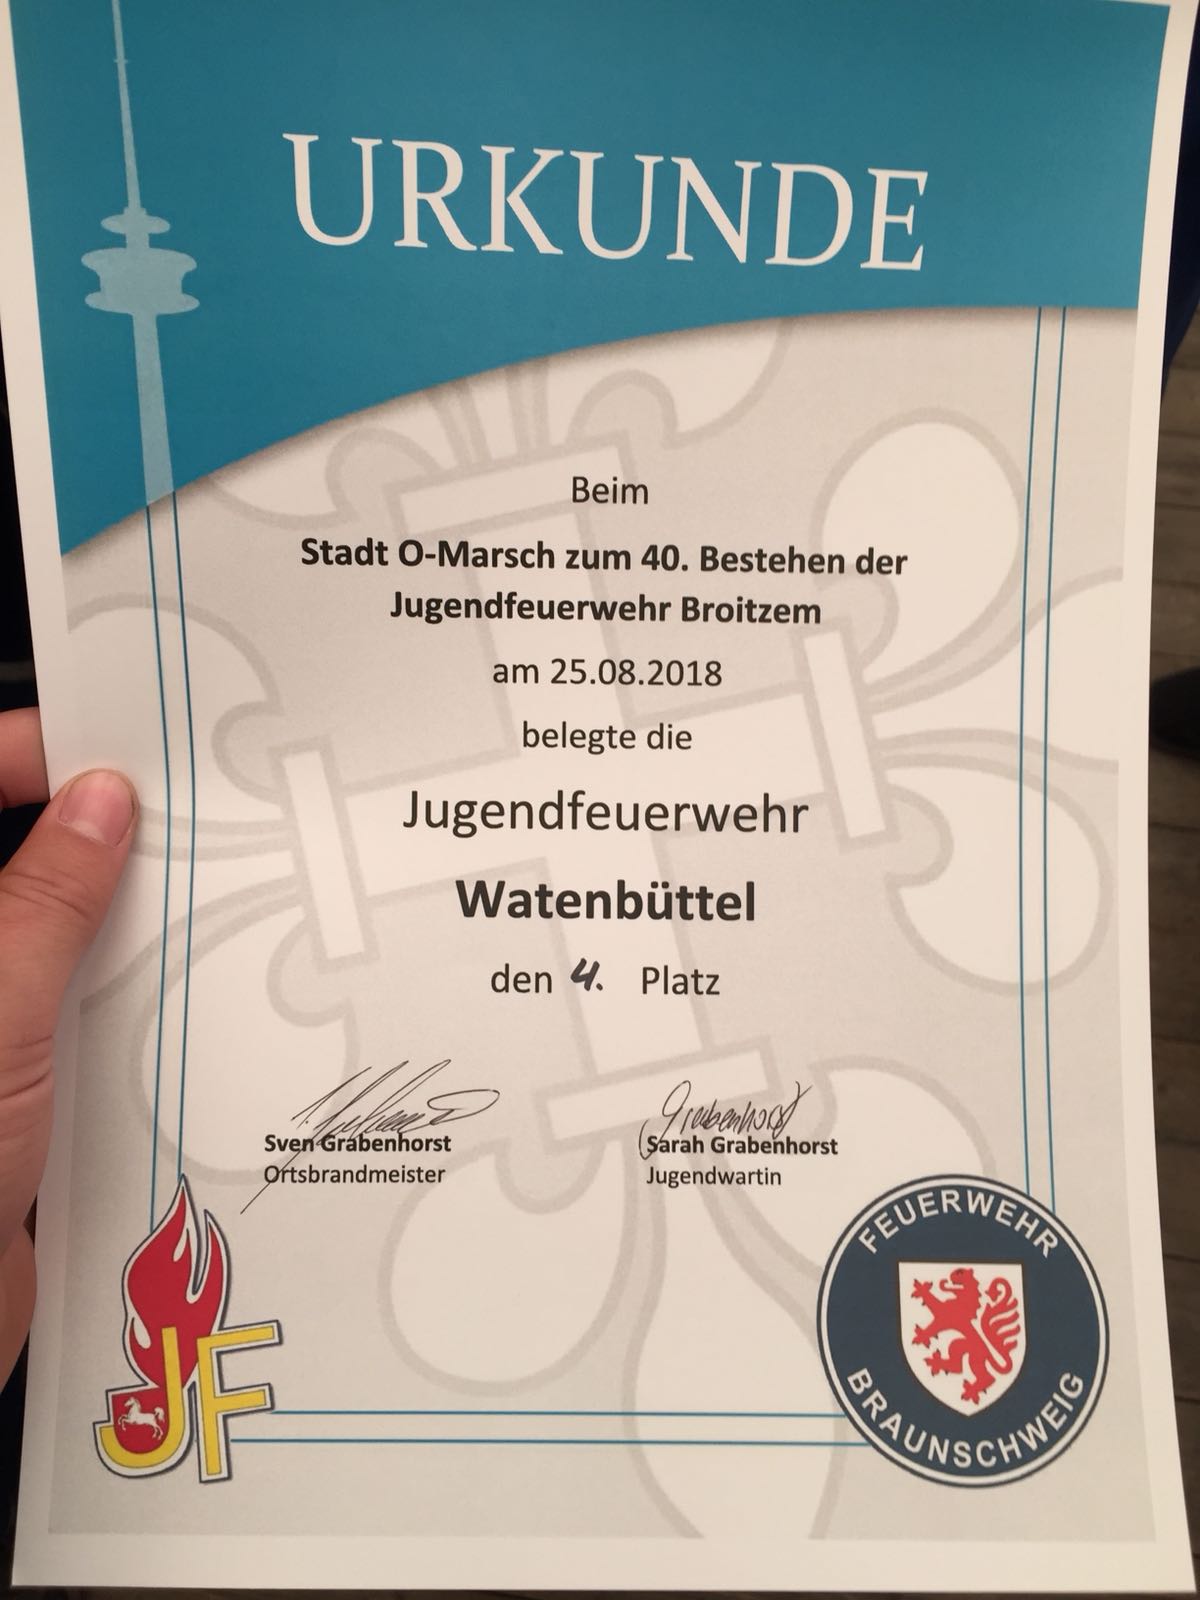 URKUNDE
Beim
Stadt O-Marsch zum 40. Bestehen der
Jugendfeuerwehr Broitzem
am 25.08.2018
belegte die
Jugendfeuerwehr
Watenbüttel
den 4. Platz
Grabenhorst
Sven Grabenhorst
Ortsbrandmeister
Sarah Grabenhorst
Jugendwartin
JF
FEUERWEHR
BRAUNSCHWEIG